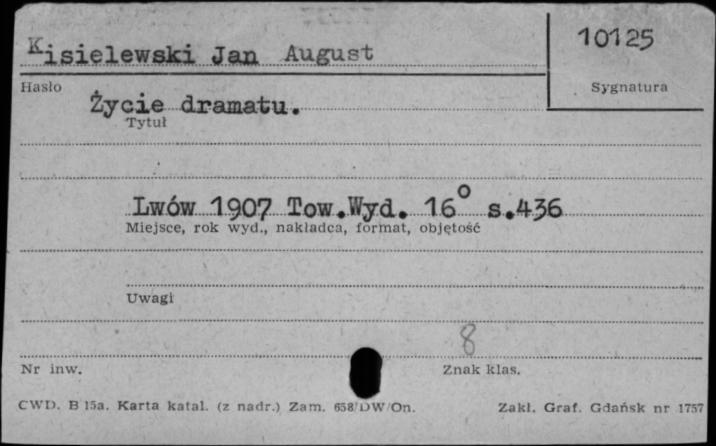 Kisielewski Jan August
10125
Hasło
Sygnatura
Życie dramatu.
Tytuł
Lwów 1907 Tow.Wyd. 16° s.436
Miejsce, rok wyd., nakładca, format, objętość
Uwagi
8
Nr inw.
Znak klas.
CWD. B 15a. Karta katal. (z nadr.) Zam. 658/DW/On.
Zakł. Graf. Gdańsk nr 1757